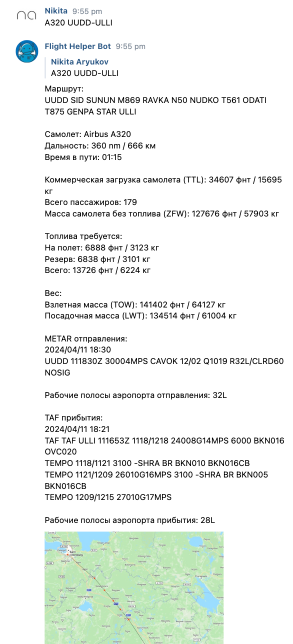 Nikita 9:55 pm
A320 UUDD-ULLI
Flight Helper Bot 9:55 pm
Nikita Aryukov
A320 UUDD-ULLI
Маршрут:
UUDD SID SUNUN M869 RAVKA N50 NUDKO T561 ODATI
T875 GENPA STAR ULLI
Самолет: Airbus A320
Дальность: 360 nm / 666 км
Время в пути: 01:15
Коммерческая загрузка самолета (TTL): 34607 фнт / 15695
кг
Всего пассажиров: 179
Масса самолета без топлива (ZFW): 127676 фнт / 57903 кг
Топлива требуется:
На полет: 6888 фнт / 3123 кг
Резерв: 6838 фнт / 3101 кг
Всего: 13726 фнт / 6224 кг
Вес:
Взлетная масса (TOW): 141402 фнт / 64127 кг
Посадочная масса (LWT): 134514 фнт / 61004 кг
METAR отправления:
2024/04/11 18:30
UUDD 111830Z 30004MPS CAVOK 12/02 Q1019 R32L/CLRD60
NOSIG
Рабочие полосы аэропорта отправления: 32L
TAF прибытия:
2024/04/11 18:21
TAF TAF ULLI 111653Z 1118/1218 24008G14MPS 6000 BKN016
OVC020
TEMPO 1118/1121 3100 -SHRA BR BKN010 BKN016CB
TEMPO 1121/1209 26010G16MPS 3100 -SHRA BR BKN005
BKN016CB
TEMPO 1209/1215 27010G17MPS
Рабочие полосы аэропорта прибытия: 28L